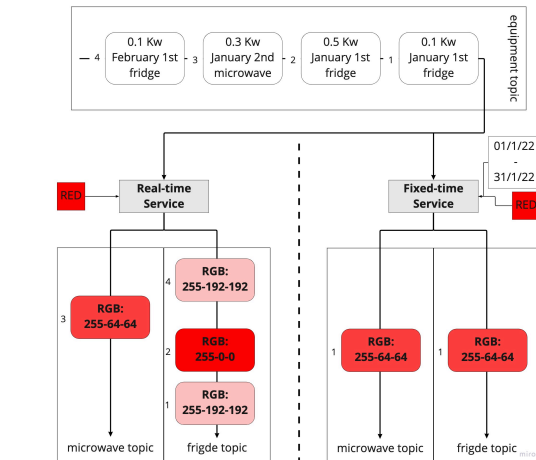 0.1 Kw
February 1st
fridge
0.3 Kw
January 2nd
microwave
0.5 Kw
January 1st
fridge
0.1 Kw
January 1st
fridge
4
3
2
1
equipment topic
01/1/22
-
31/1/22
RED
Real-time
Service
Fixed-time
Service
RED
4
RGB:
255-192-192
3
RGB:
255-64-64
2
RGB:
255-0-0
1
RGB:
255-192-192
1
RGB:
255-64-64
1
RGB:
255-64-64
microwave topic
frigde topic
microwave topic
frigde topic
miro